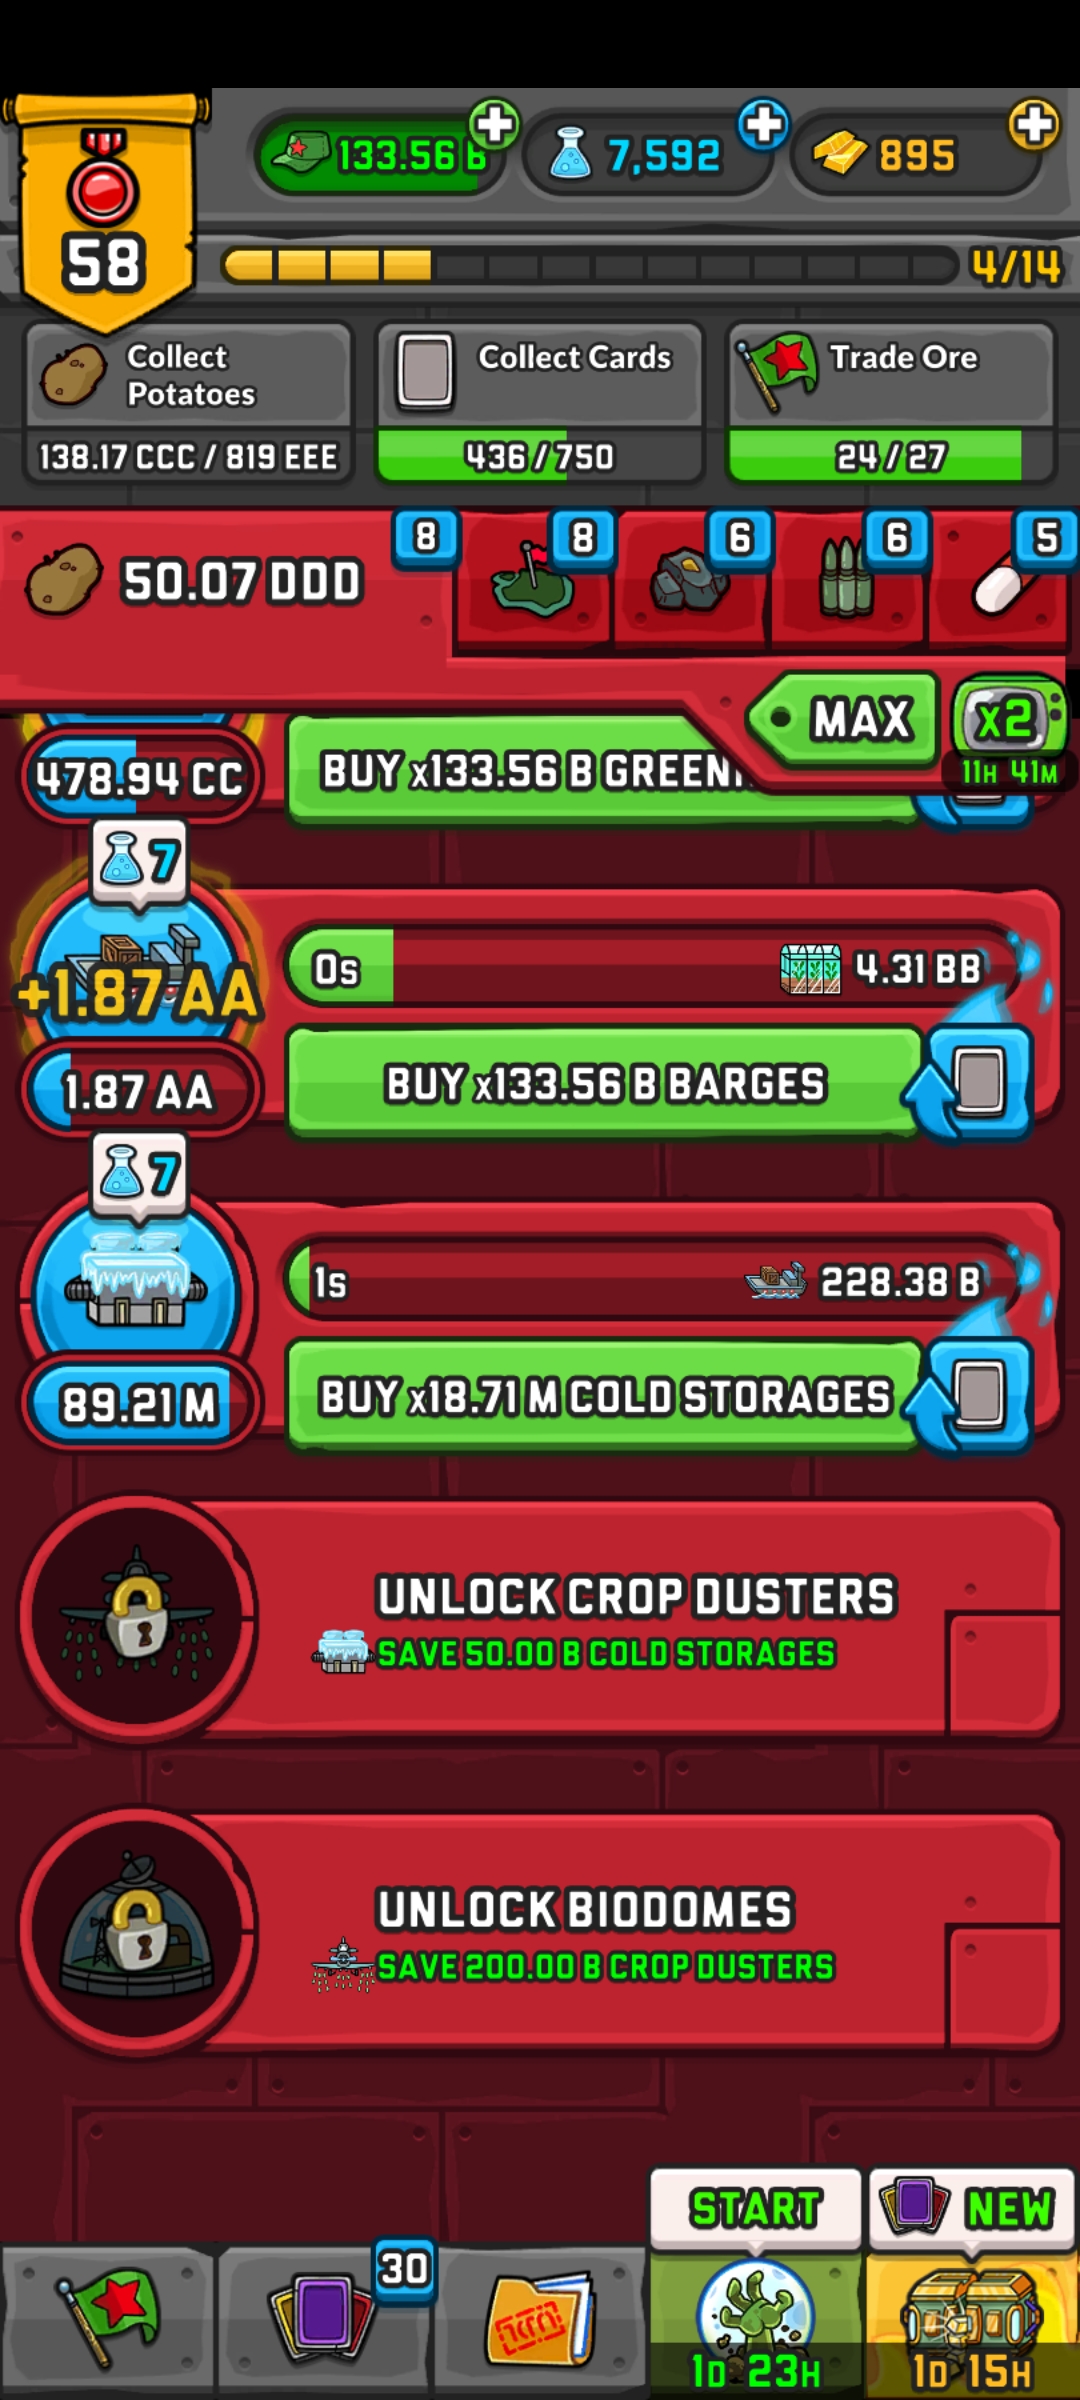 133.56 B
7,592
895
58
4/14
Collect
Potatoes
Collect Cards
Trade Ore
138.17 CCC / 819 EEE
436 / 750
24 / 27
8
8
6
6
5
50.07 DDD
MAX
x2
11H 41M
478.94 CC
BUY x133.56 B GREEN
7
+1.87 AA
0s
4.31 BB
1.87 AA
BUY x133.56 B BARGES
7
1s
228.38 B
89.21 M
BUY x18.71 M COLD STORAGES
UNLOCK CROP DUSTERS
SAVE 50.00 B COLD STORAGES
UNLOCK BIODOMES
SAVE 200.00 B CROP DUSTERS
START
NEW
30
1D 23H
1D 15H